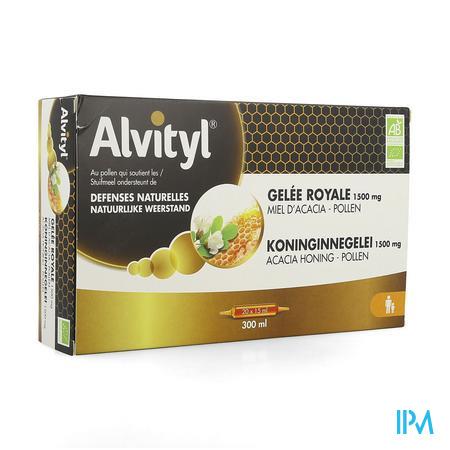 Alvityl®
Au pollen qui soutient les /
Stuifmeel ondersteunt de
DEFENSES NATURELLES
NATUURLIJKE WEERSTAND
AB
GELÉE ROYALE 1500 mg
MIEL D'ACACIA - POLLEN
KONINGINNEGELEI 1500 mg
ACACIA HONING - POLLEN
20 x 15 ml
300 ml
Alvityl
GELÉE ROYALE
KONINGINNEGELEI
IPM